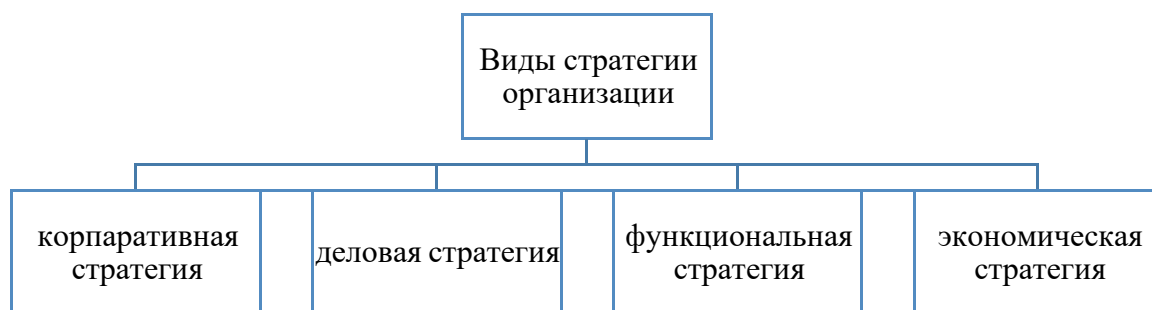 Виды стратегии
организации
корпаративная
стратегия
деловая стратегия
функциональная
стратегия
экономическая
стратегия